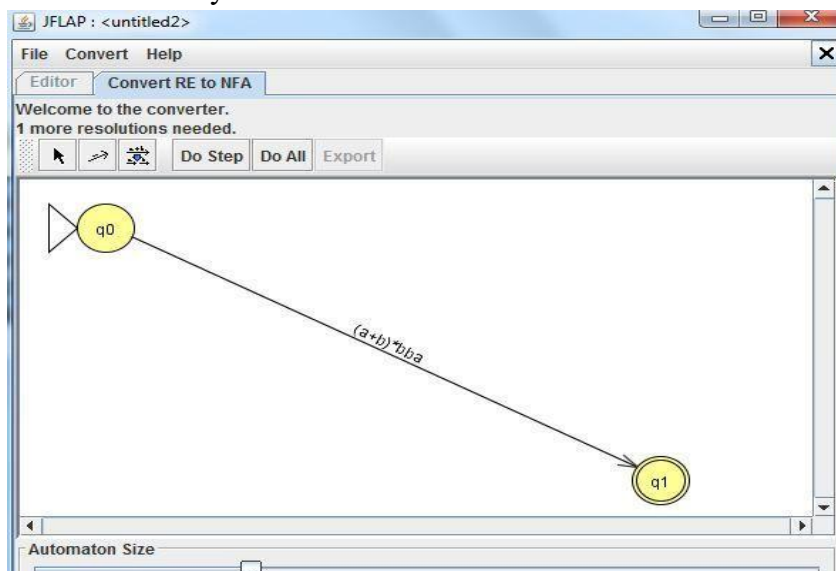 JFLAP : <untitled2>
File Convert Help
Editor Convert RE to NFA
Welcome to the converter.
1 more resolutions needed.
Do Step Do All Export
q0
(a+b)*bba
q1
Automaton Size